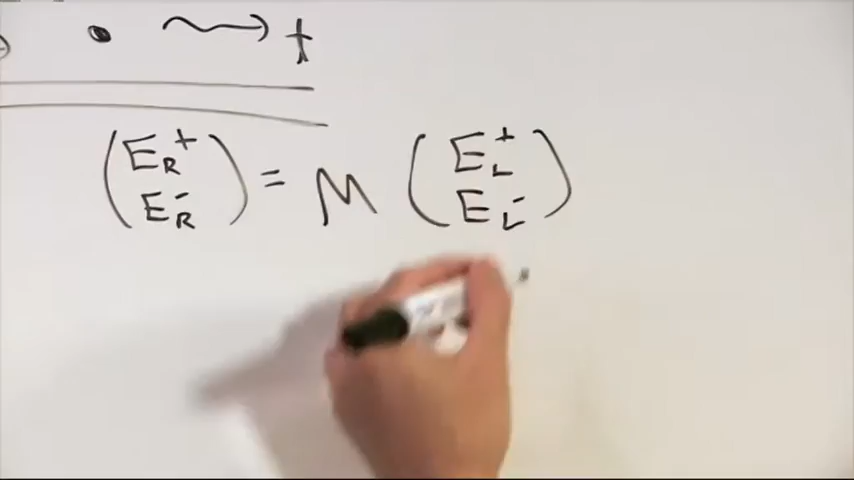 t
(E_R^+ E_R^-) = M (E_L^+ E_L^-)